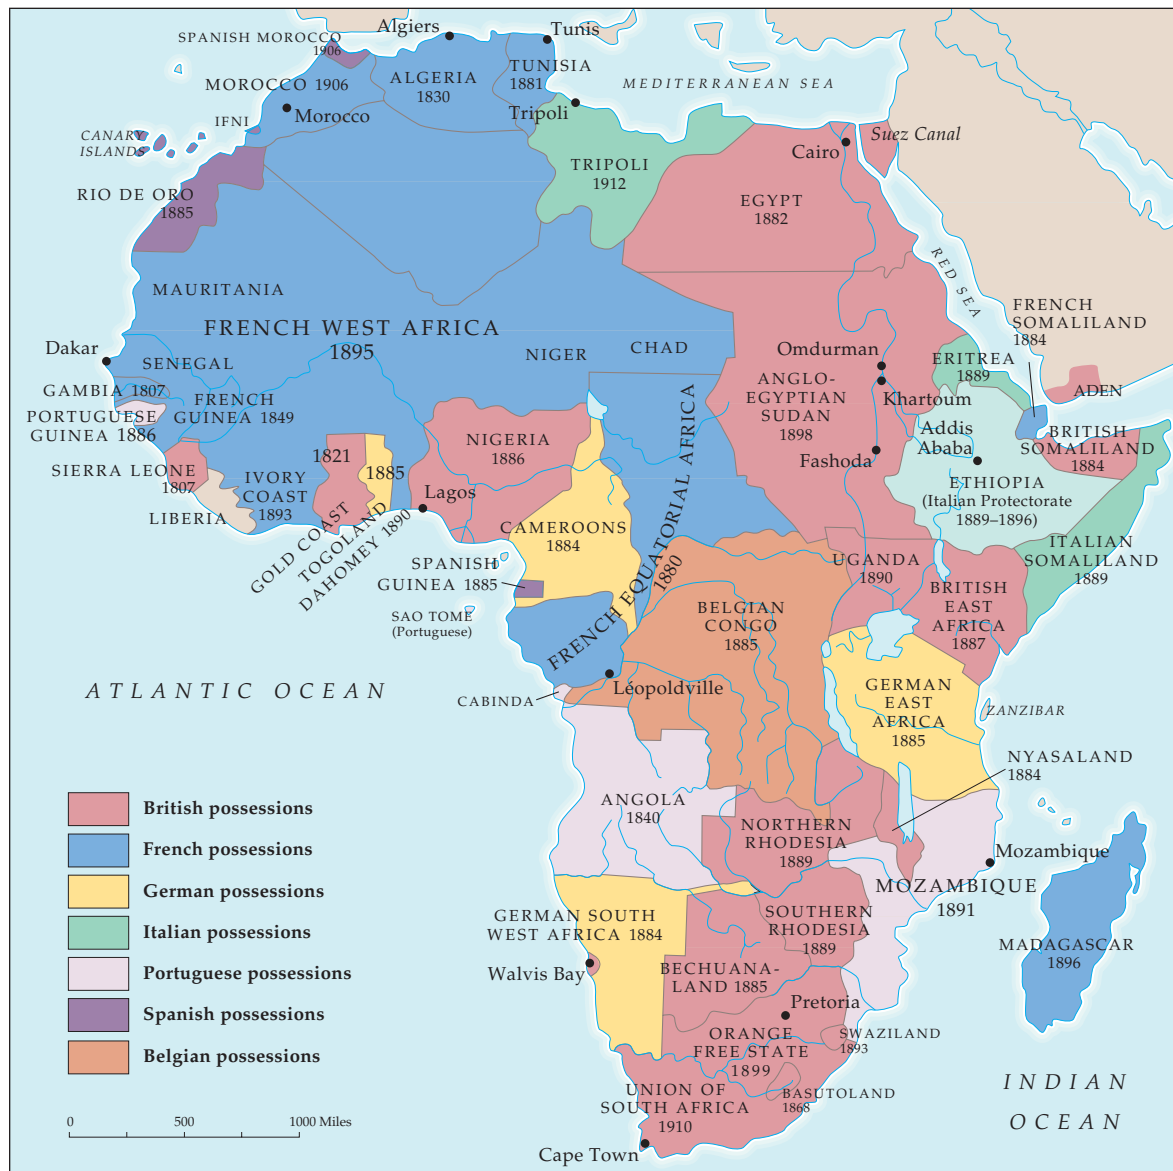 Algiers
Tunis
SPANISH MOROCCO
1906
MOROCCO 1906
Morocco
ALGERIA
1830
TUNISIA
1881
MEDITERRANEAN SEA
Tripoli
IFNI
CANARY
ISLANDS
TRIPOLI
1912
Suez Canal
Cairo
RIO DE ORO
1885
EGYPT
1882
RED SEA
MAURITANIA
FRENCH WEST AFRICA
1895
NIGER
CHAD
FRENCH
SOMALILAND
1884
Dakar
SENEGAL
Omdurman
ERITREA
1889
GAMBIA 1807
FRENCH
GUINEA 1849
ANGLO-
EGYPTIAN
SUDAN
1898
Khartoum
ADEN
PORTUGUESE
GUINEA 1886
Addis
Ababa
BRITISH
SOMALILAND
1884
NIGERIA
1886
Fashoda
SIERRA LEONE
1807
1821
1885
IVORY
COAST
1893
Lagos
ETHIOPIA
(Italian Protectorate
1889–1896)
LIBERIA
GOLD COAST
TOGOLAND
DAHOMEY 1890
CAMEROONS
1884
FRENCH EQUATORIAL AFRICA
1880
ITALIAN
SOMALILAND
1889
SPANISH
GUINEA 1885
UGANDA
1890
BRITISH
EAST
AFRICA
1887
SAO TOME
(Portuguese)
BELGIAN
CONGO
1885
ATLANTIC OCEAN
CABINDA
Léopoldville
GERMAN
EAST
AFRICA
1885
ZANZIBAR
NYASALAND
1884
ANGOLA
1840
NORTHERN
RHODESIA
1889
Mozambique
MOZAMBIQUE
1891
GERMAN SOUTH
WEST AFRICA 1884
SOUTHERN
RHODESIA
1889
MADAGASCAR
1896
Walvis Bay
BECHUANA-
LAND 1885
Pretoria
ORANGE
FREE STATE
1899
SWAZILAND
1893
UNION OF
SOUTH AFRICA
1910
BASUTOLAND
1868
INDIAN
OCEAN
Cape Town
British possessions
French possessions
German possessions
Italian possessions
Portuguese possessions
Spanish possessions
Belgian possessions
0 500 1000 Miles